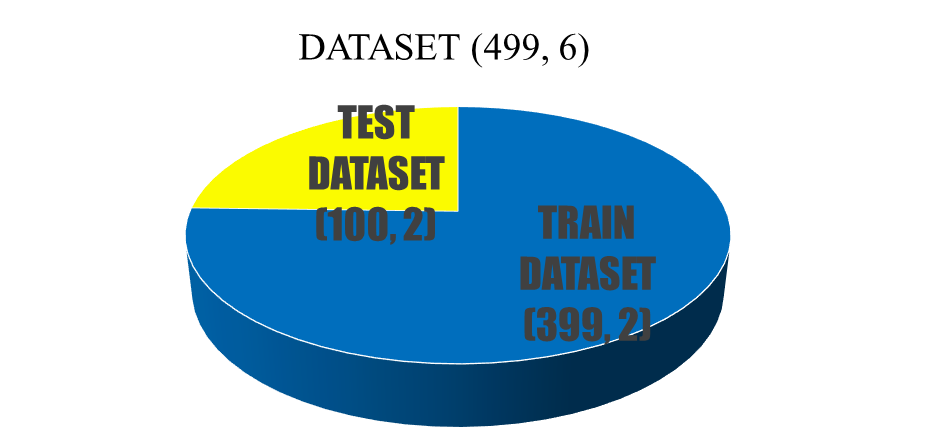 DATASET (499, 6)
TEST
DATASET
(100, 2)
TRAIN
DATASET
(399, 2)